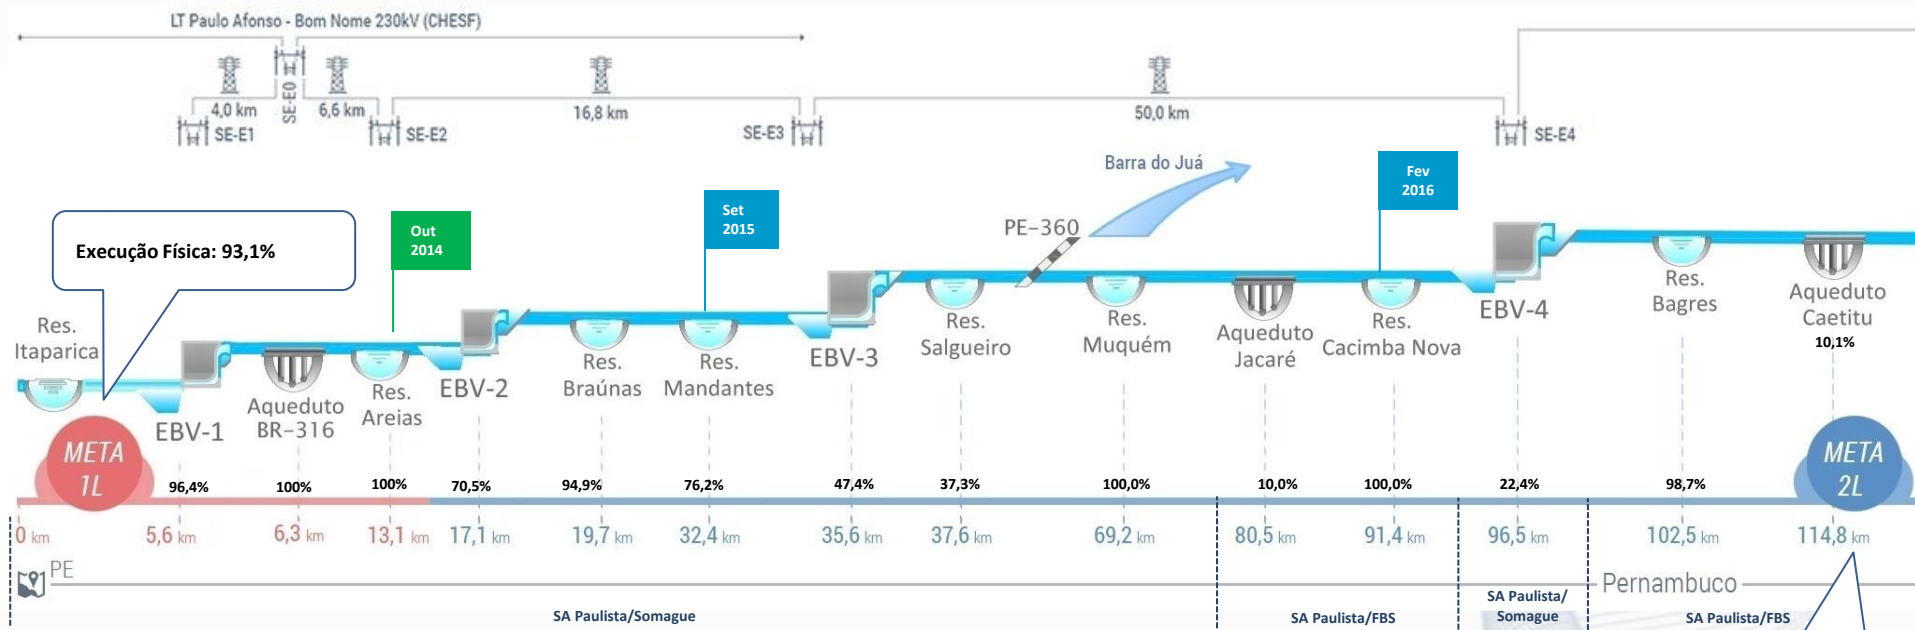 LT Paulo Afonso - Bom Nome 230kV (CHESF)
4,0 km
SE-E0
6,6 km
16,8 km
50,0 km
SE-E1
SE-E2
SE-E3
SE-E4
Barra do Juá
Fev
2016
Set
2015
Out
2014
Execução Física: 93,1%
PE-360
Res.
Itaparica
EBV-1
Aqueduto
BR-316
Res.
Areias
EBV-2
Res.
Braúnas
Res.
Mandantes
EBV-3
Res.
Salgueiro
Res.
Muquém
Aqueduto
Jacaré
Res.
Cacimba Nova
EBV-4
Res.
Bagres
Aqueduto
Caetitu
10,1%
META
1L
META
2L
96,4%
100%
100%
70,5%
94,9%
76,2%
47,4%
37,3%
100,0%
10,0%
100,0%
22,4%
98,7%
0 km
5,6 km
6,3 km
13,1 km
17,1 km
19,7 km
32,4 km
35,6 km
37,6 km
69,2 km
80,5 km
91,4 km
96,5 km
102,5 km
114,8 km
PE
Pernambuco
SA Paulista/Somague
SA Paulista/FBS
SA Paulista/
Somague
SA Paulista/FBS